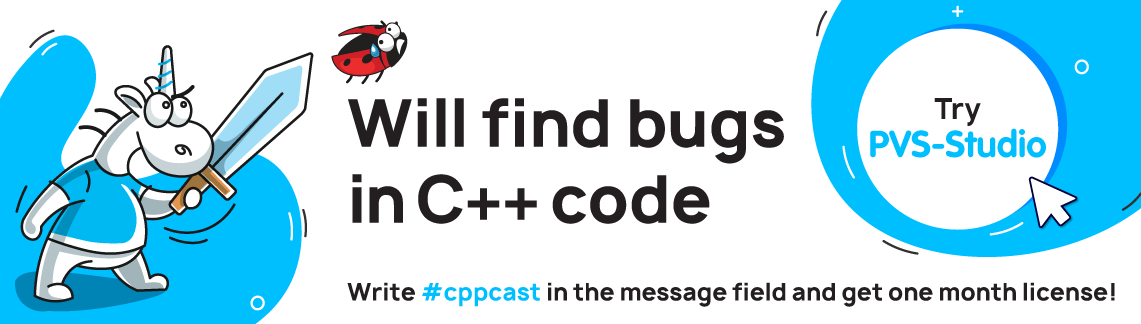 Will find bugs
in C++ code
Try
PVS-Studio
Write #cppcast in the message field and get one month license!